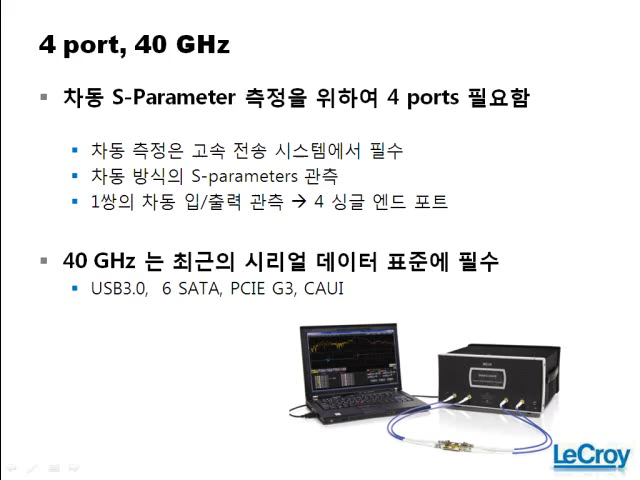 4 port, 40 GHz
차동 S-Parameter 측정을 위하여 4 ports 필요함
차동 측정은 고속 전송 시스템에서 필수
차동 방식의 S-parameters 관측
1쌍의 차동 입/출력 관측 → 4 싱글 엔드 포트
40 GHz 는 최근의 시리얼 데이터 표준에 필수
USB3.0, 6 SATA, PCIE G3, CAUI
LeCroy